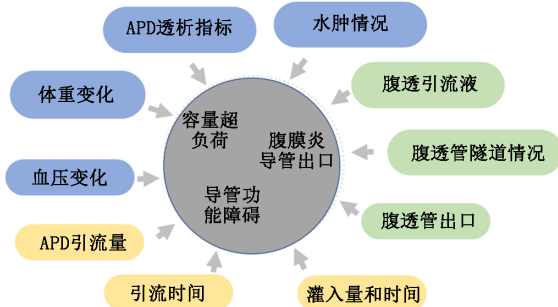 APD透析指标
水肿情况
体重变化
腹透引流液
容量超
负荷
腹膜炎
导管出口
腹透管隧道情况
血压变化
导管功
能障碍
腹透管出口
APD引流量
引流时间
灌入量和时间